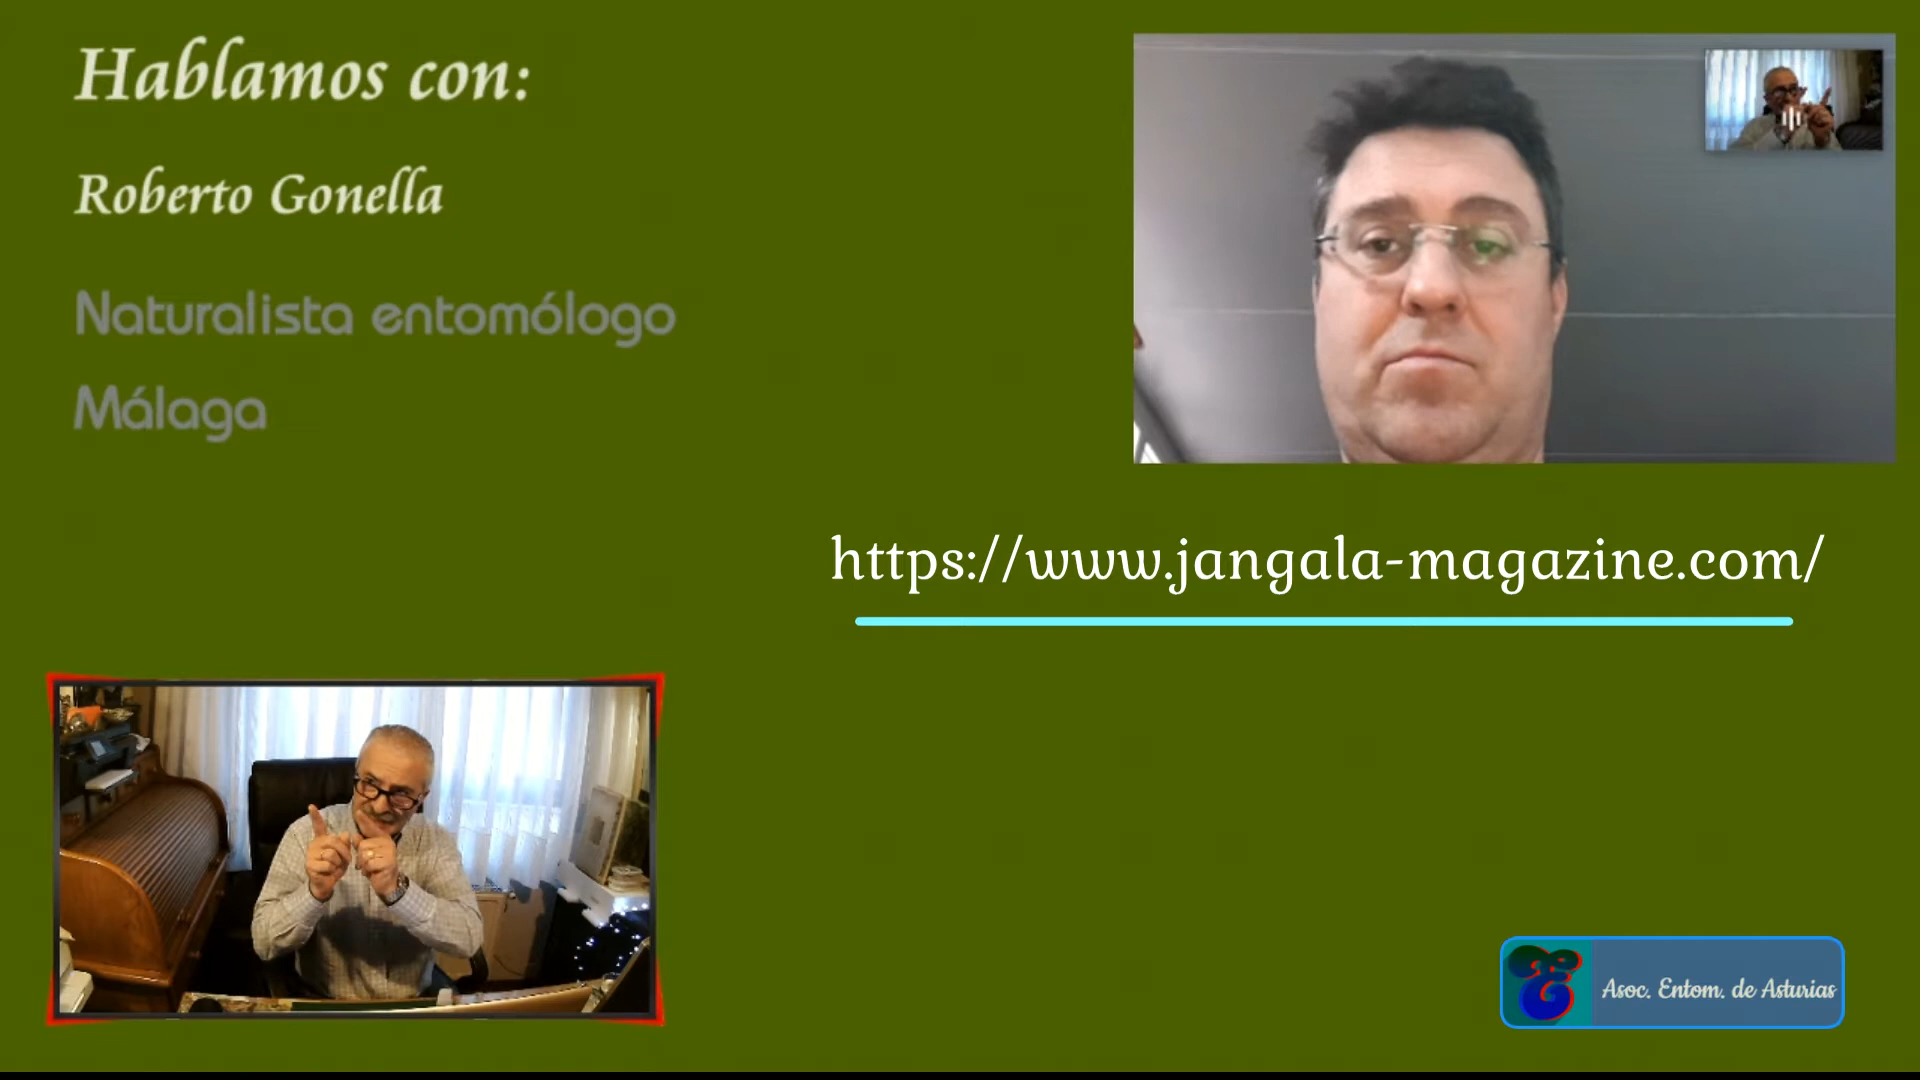 Hablamos con:
Roberto Gonella
Naturalista entomólogo
Málaga
https://www.jangala-magazine.com/
Asoc. Entom. de Asturias